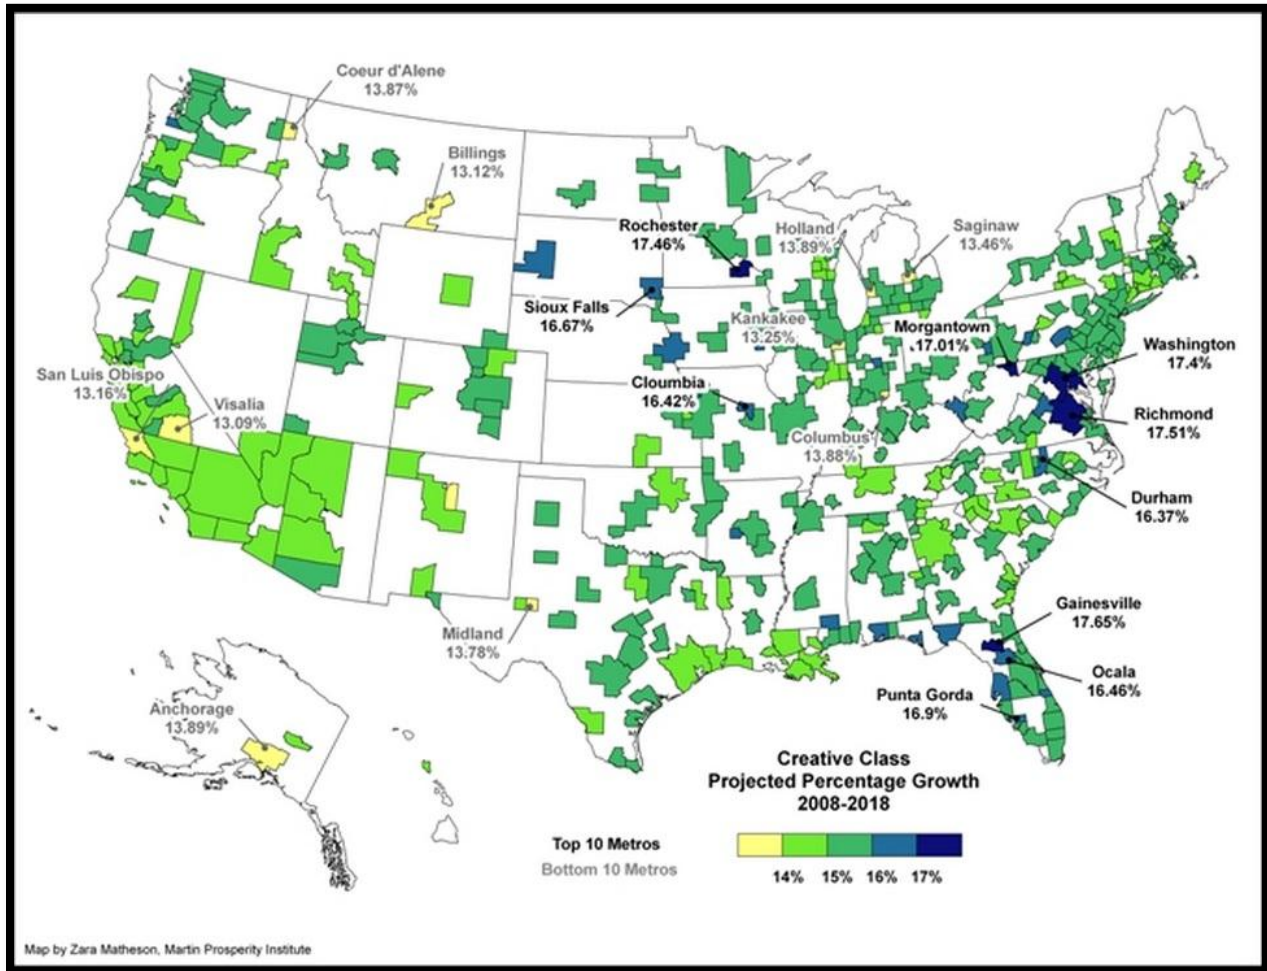 Coeur d'Alene
13.87%
Billings
13.12%
Rochester
17.46%
Holland
13.89%
Saginaw
13.46%
Sioux Falls
16.67%
Kankakee
13.25%
Morgantown
17.01%
Washington
17.4%
San Luis Obispo
13.16%
Visalia
13.09%
Cloumbia
16.42%
Richmond
17.51%
Columbus
13.88%
Durham
16.37%
Midland
13.78%
Gainesville
17.65%
Ocala
16.46%
Punta Gorda
16.9%
Anchorage
13.89%
Creative Class
Projected Percentage Growth
2008-2018
Top 10 Metros
Bottom 10 Metros
14% 15% 16% 17%
Map by Zara Matheson, Martin Prosperity Institute